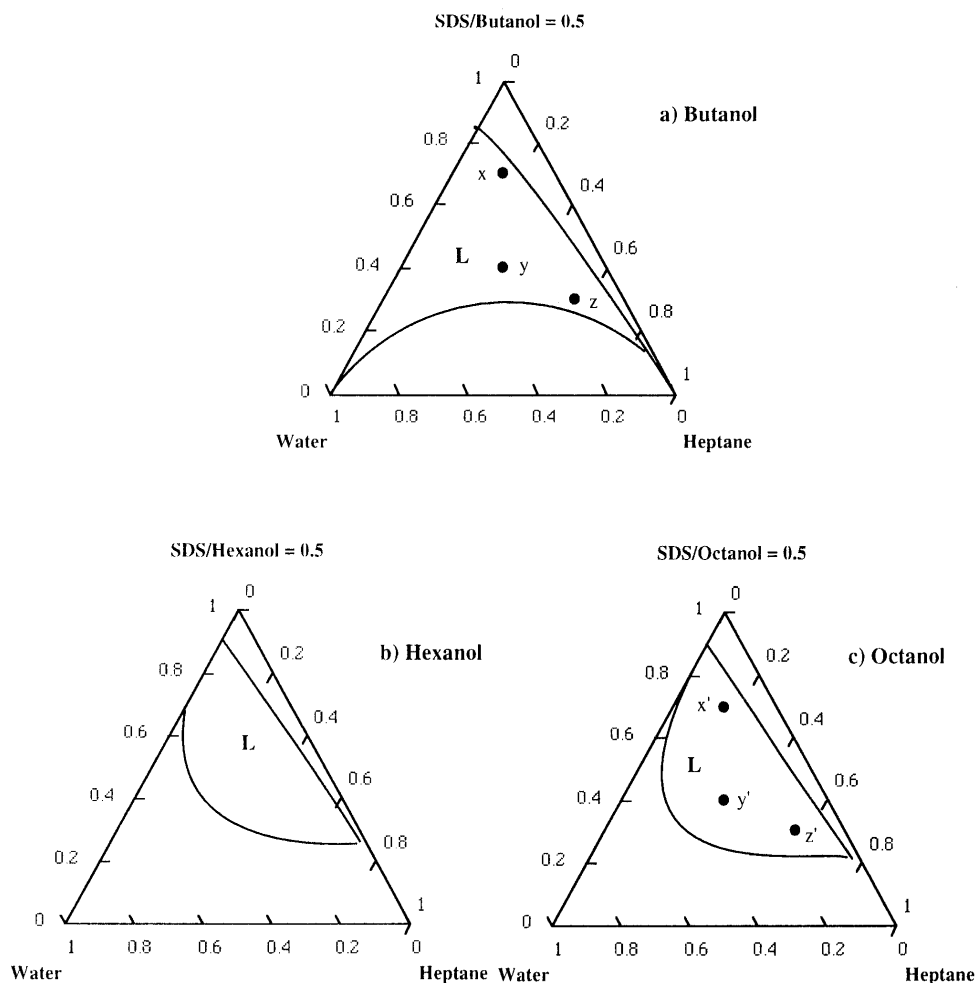 SDS/Butanol = 0.5
a) Butanol
1 0
0.8 0.2
0.6 0.4
0.4 0.6
0.2 0.8
0 1
x
L y
z
1 0.8 0.6 0.4 0.2 0
Water Heptane
SDS/Hexanol = 0.5
b) Hexanol
1 0
0.8 0.2
0.6 0.4
0.4 0.6
0.2 0.8
0 1
L
1 0.8 0.6 0.4 0.2 0
Water Heptane
SDS/Octanol = 0.5
c) Octanol
1 0
0.8 0.2
0.6 0.4
0.4 0.6
0.2 0.8
0 1
x'
L
y'
z'
1 0.8 0.6 0.4 0.2 0
Water Heptane